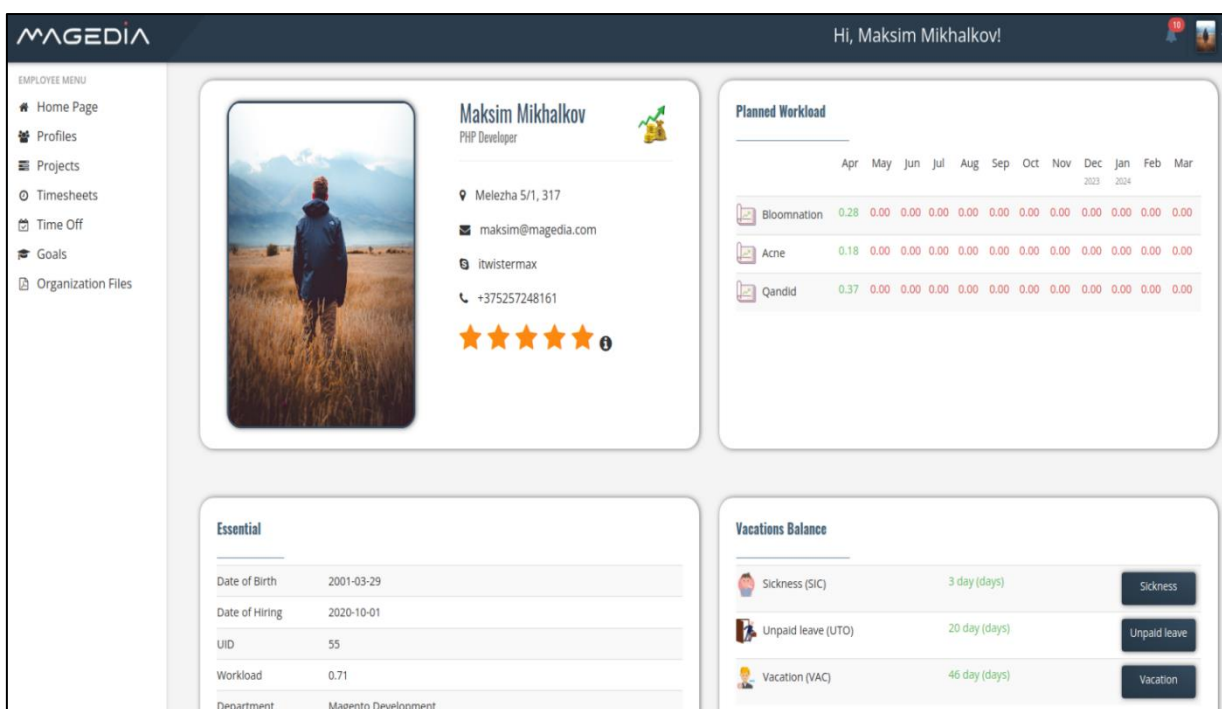 MAGEDIA
Hi, Maksim Mikhalkov!
10
EMPLOYEE MENU
Home Page
Profiles
Projects
Timesheets
Time Off
Goals
Organization Files
Maksim Mikhalkov
PHP Developer
Melezha 5/1, 317
maksim@magedia.com
itwistermax
+375257248161
Planned Workload
Apr May Jun Jul Aug Sep Oct Nov Dec Jan Feb Mar
2023 2024
Bloomnation 0.28 0.00 0.00 0.00 0.00 0.00 0.00 0.00 0.00 0.00 0.00 0.00
Acne 0.18 0.00 0.00 0.00 0.00 0.00 0.00 0.00 0.00 0.00 0.00 0.00
Qandid 0.37 0.00 0.00 0.00 0.00 0.00 0.00 0.00 0.00 0.00 0.00 0.00
Essential
Date of Birth 2001-03-29
Date of Hiring 2020-10-01
UID 55
Workload 0.71
Department Magento Development
Vacations Balance
Sickness (SIC) 3 day (days) Sickness
Unpaid leave (UTO) 20 day (days) Unpaid leave
Vacation (VAC) 46 day (days) Vacation